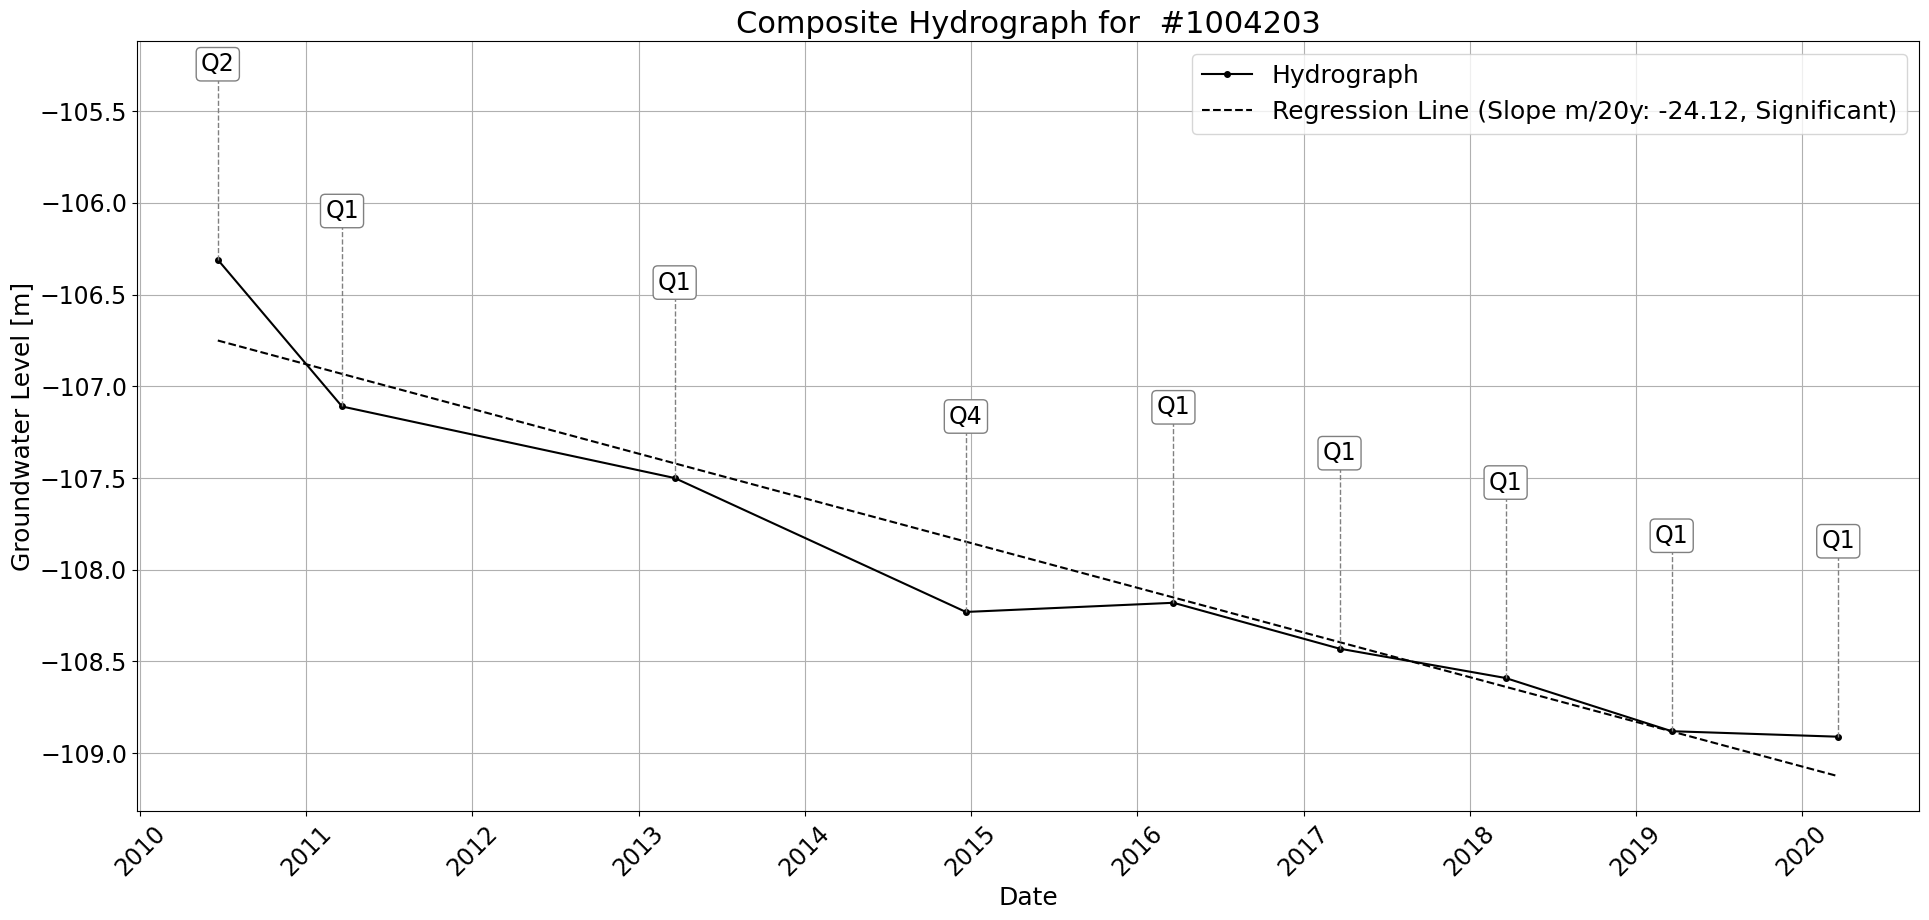 Composite Hydrograph for  #1004203
Hydrograph
Regression Line (Slope m/20y: -24.12, Significant)
Q2
Q1
Q1
Q4
Q1
Q1
Q1
Q1
Q1
Groundwater Level [m]
−105.5
−106.0
−106.5
−107.0
−107.5
−108.0
−108.5
−109.0
2010
2011
2012
2013
2014
2015
2016
2017
2018
2019
2020
Date